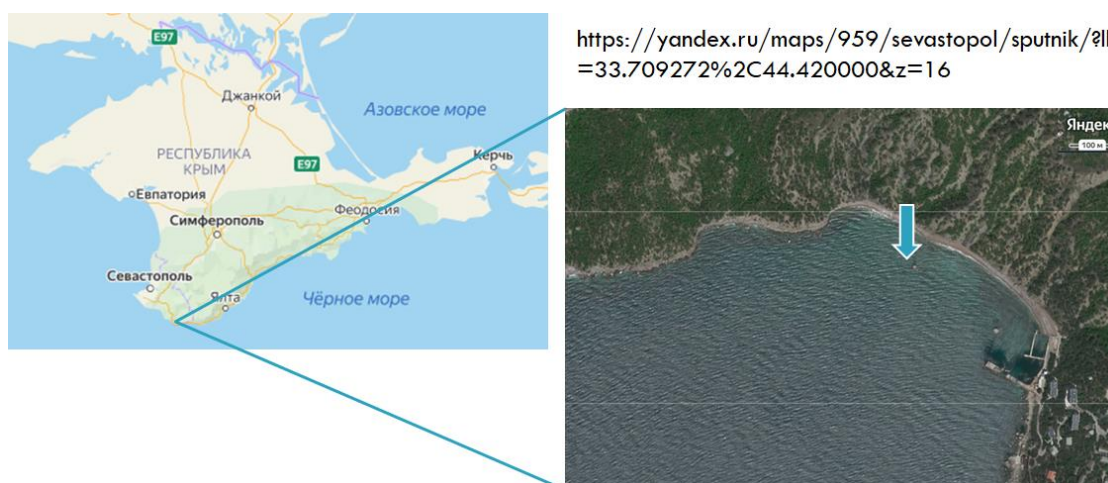 https://yandex.ru/maps/959/sevastopol/sputnik/?ll
=33.709272%2C44.420000&z=16
E97
Джанкой
Азовское море
РЕСПУБЛИКА
КРЫМ
E97
Керчь
Евпатория
Феодосия
Симферополь
Севастополь
Ялта
Чёрное море
Яндекс
100 м